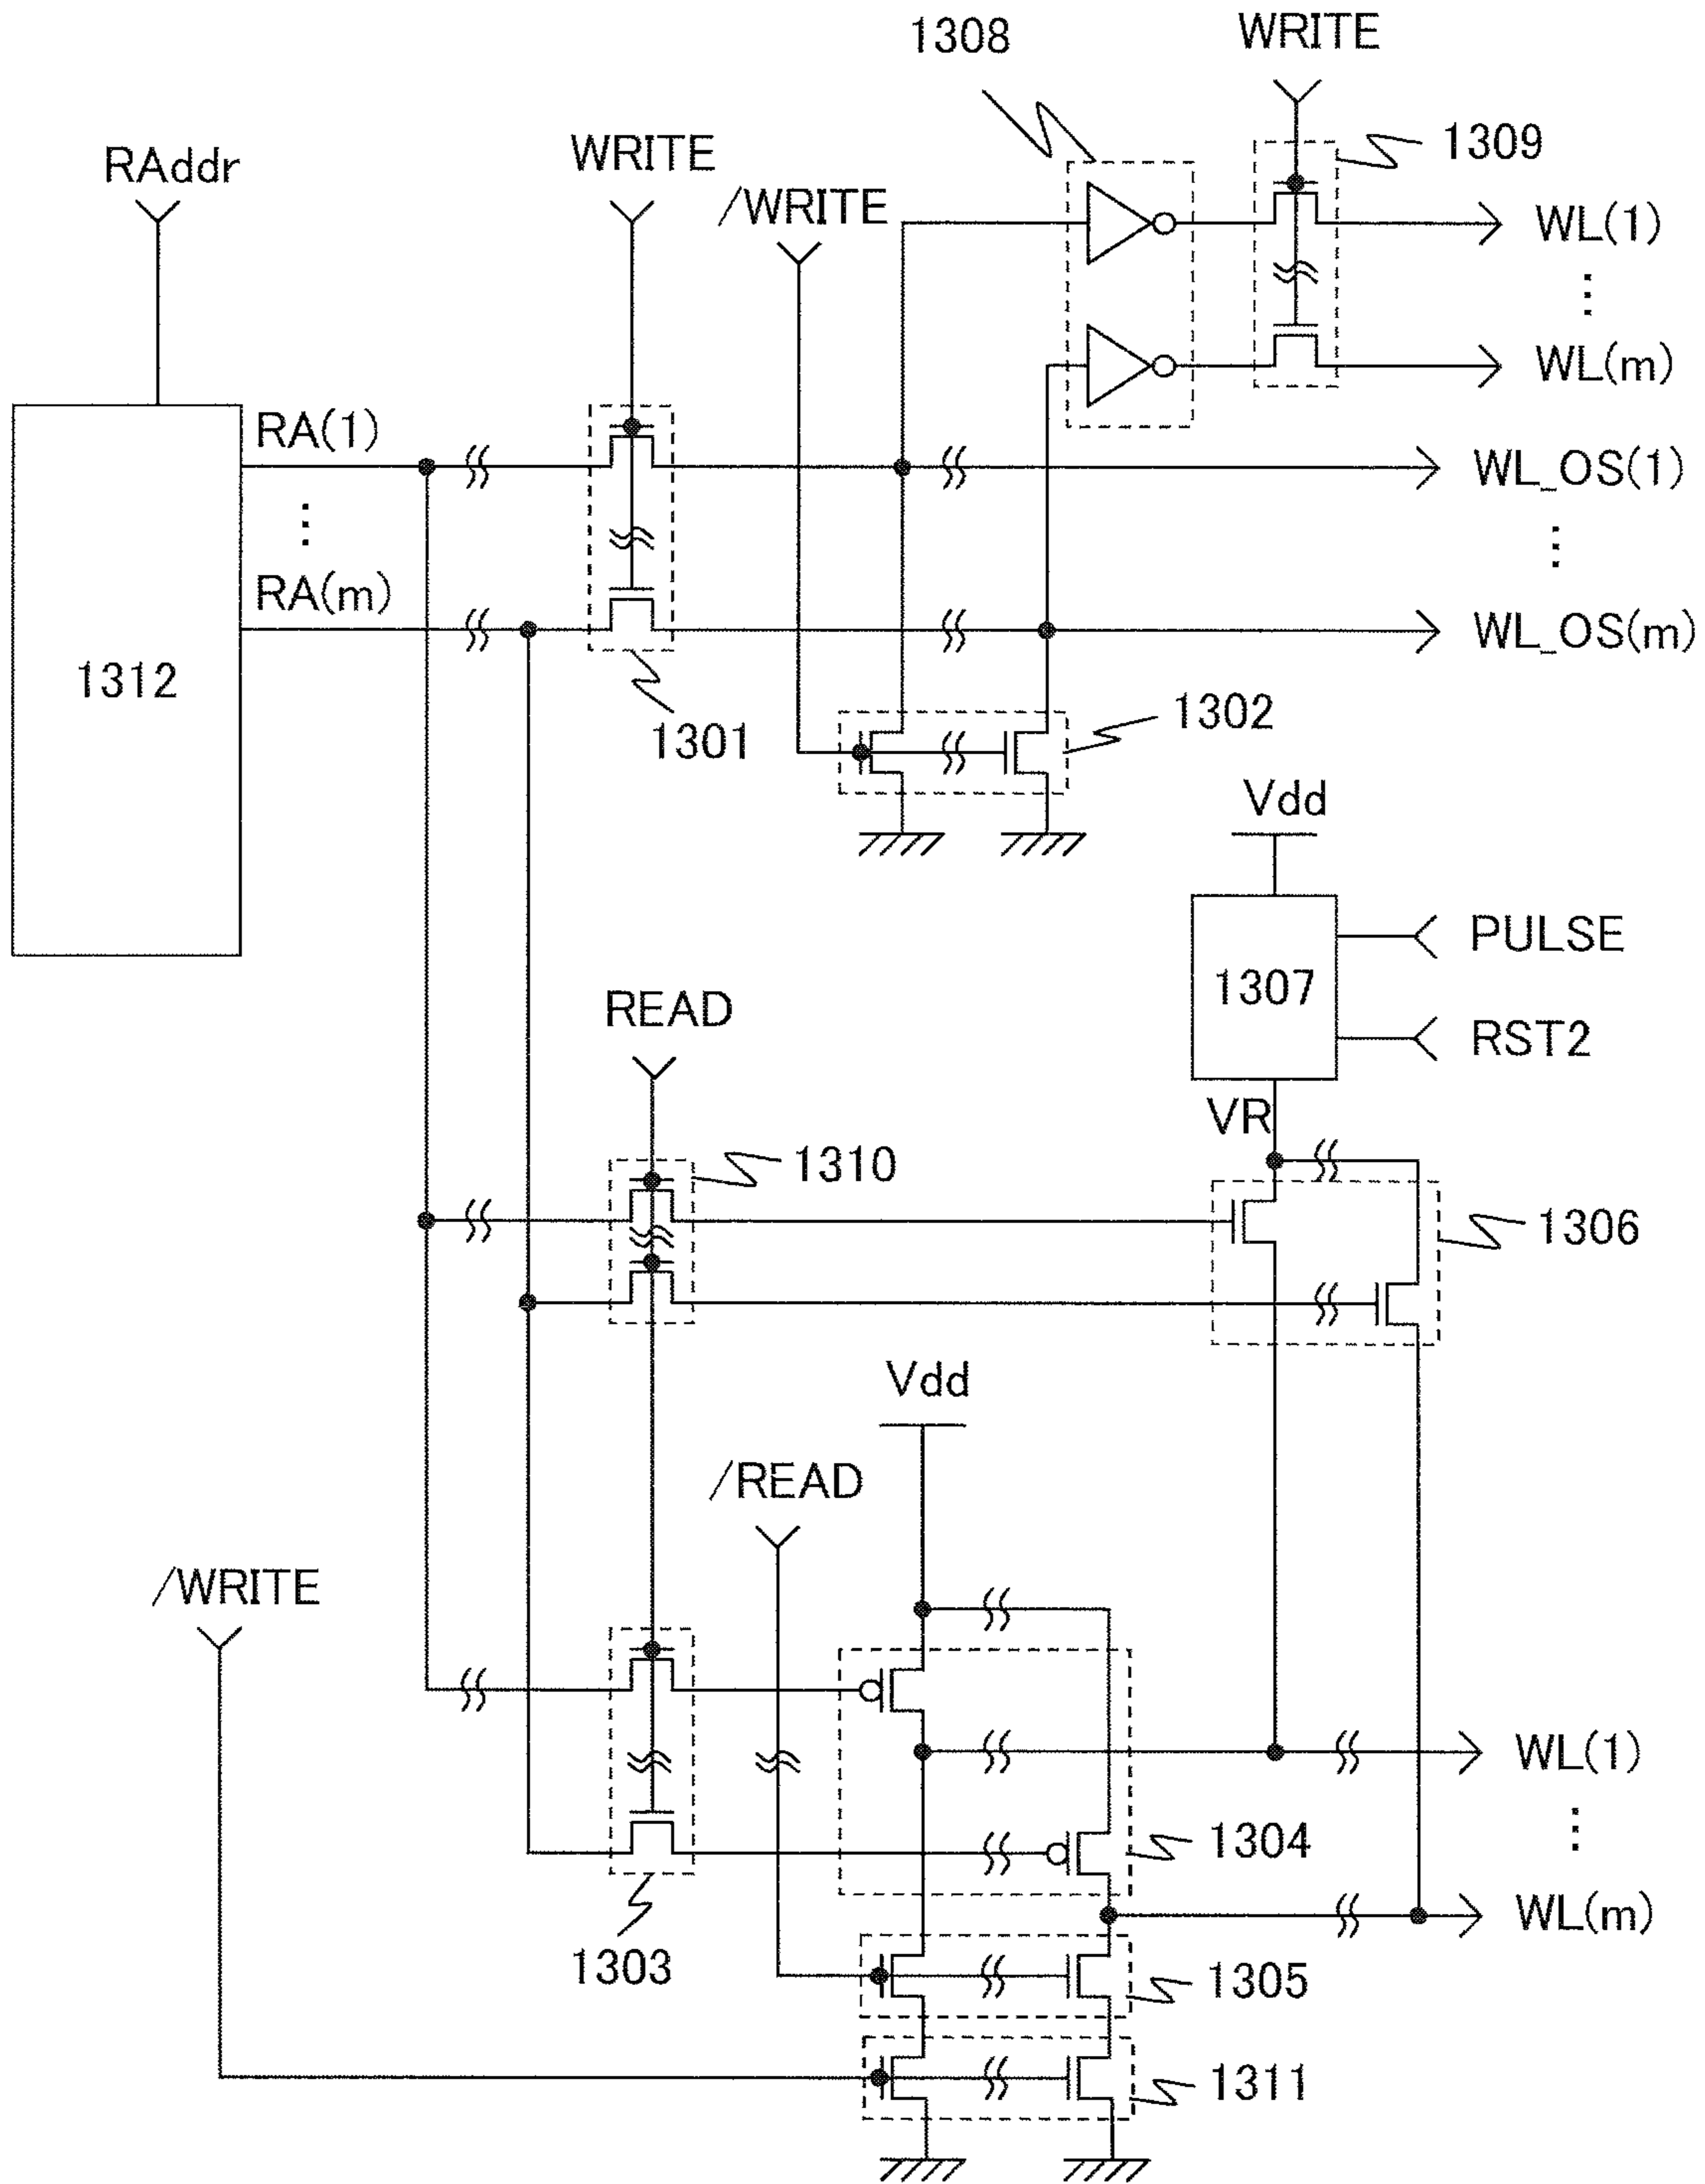 1308
WRITE
1309
RAddr
WRITE
/WRITE
WL(1)
⋮
WL(m)
RA(1)
WL_OS(1)
⋮
⋮
RA(m)
WL_OS(m)
1312
1301
1302
Vdd
PULSE
1307
READ
RST2
VR
1310
1306
Vdd
/READ
/WRITE
WL(1)
⋮
1304
WL(m)
1303
1305
1311